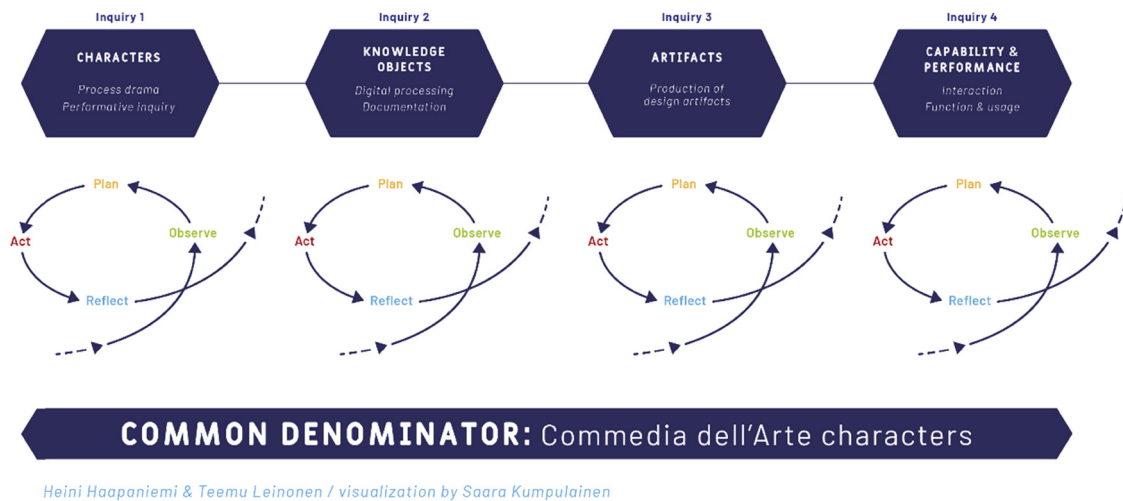 Inquiry 1
CHARACTERS
Process drama
Performative inquiry
Inquiry 2
KNOWLEDGE
OBJECTS
Digital processing
Documentation
Inquiry 3
ARTIFACTS
Production of
design artifacts
Inquiry 4
CAPABILITY &
PERFORMANCE
Interaction
Function & usage
Plan
Act
Observe
Reflect
Plan
Act
Observe
Reflect
Plan
Act
Observe
Reflect
Plan
Act
Observe
Reflect
COMMON DENOMINATOR: Commedia dell'Arte characters
Heini Haapaniemi & Teemu Leinonen / visualization by Saara Kumpulainen